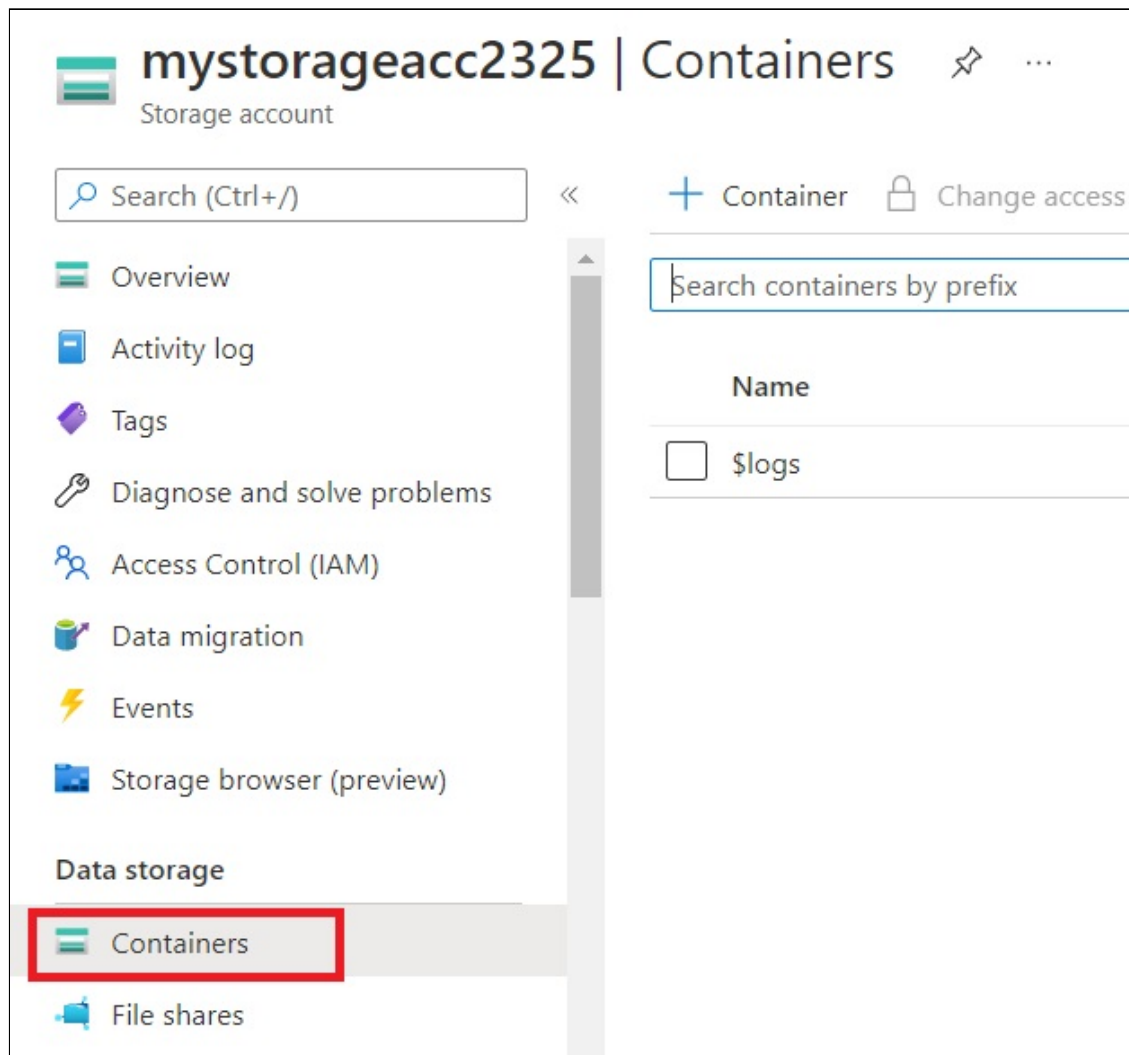 mystorageacc2325 | Containers ...
Storage account
Search (Ctrl+/)
«
Overview
Activity log
Tags
Diagnose and solve problems
Access Control (IAM)
Data migration
Events
Storage browser (preview)
Data storage
Containers
File shares
+ Container Change access
Search containers by prefix
Name
$logs